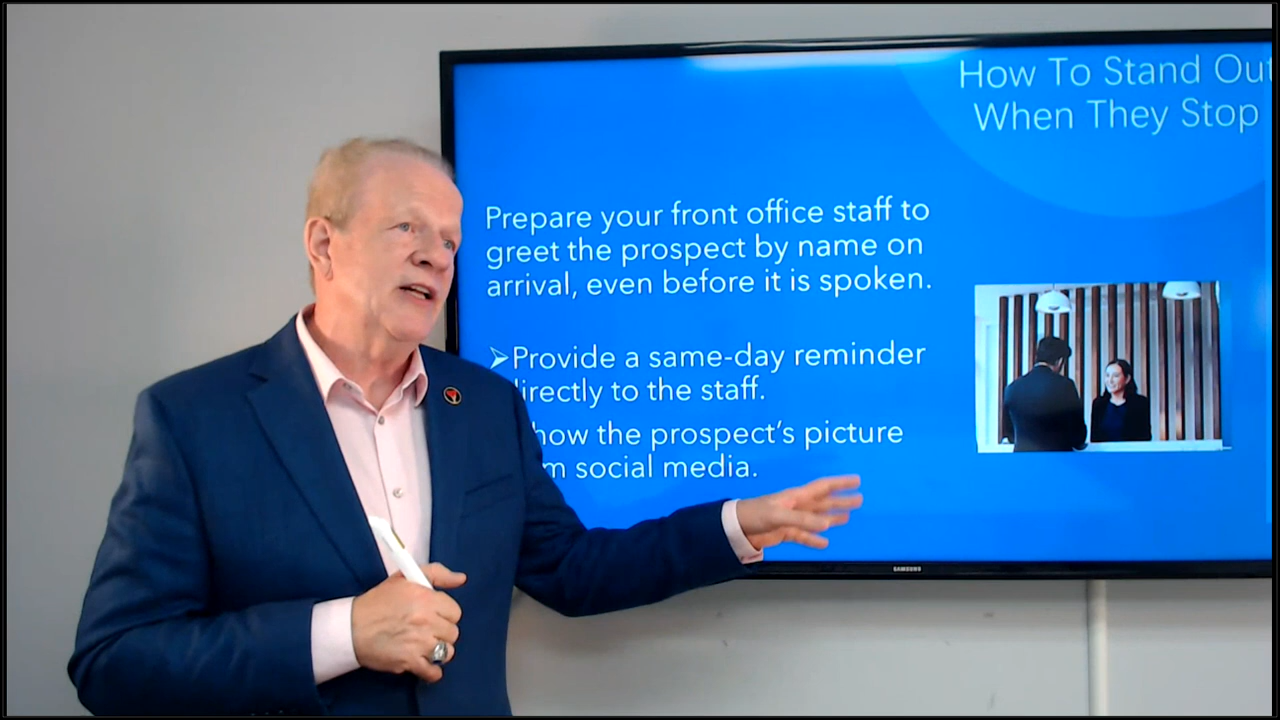 How To Stand Out
When They Stop
Prepare your front office staff to
greet the prospect by name on
arrival, even before it is spoken.
➢Provide a same-day reminder
directly to the staff.
how the prospect's picture
m social media.
SAMSUNG